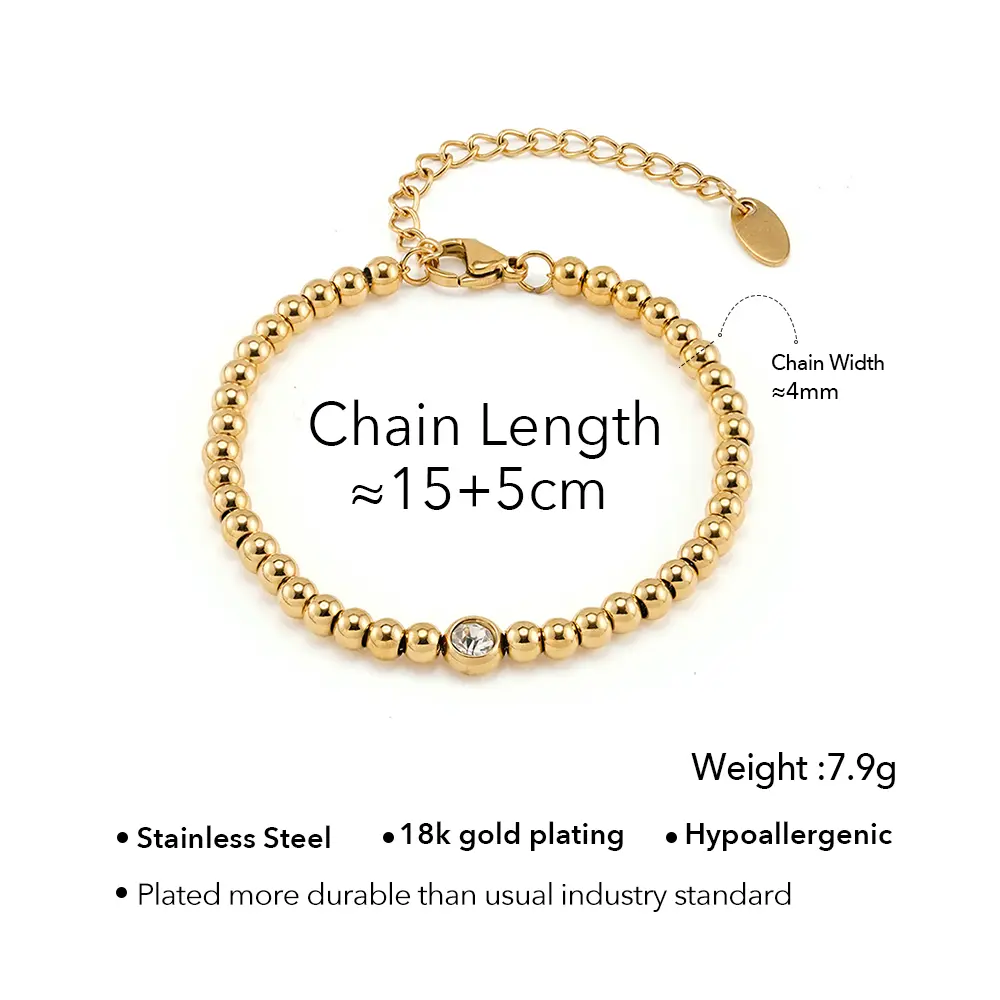 Chain Width
≈4mm
Chain Length
≈15+5cm
Weight :7.9g
• Stainless Steel
• 18k gold plating
• Hypoallergenic
• Plated more durable than usual industry standard